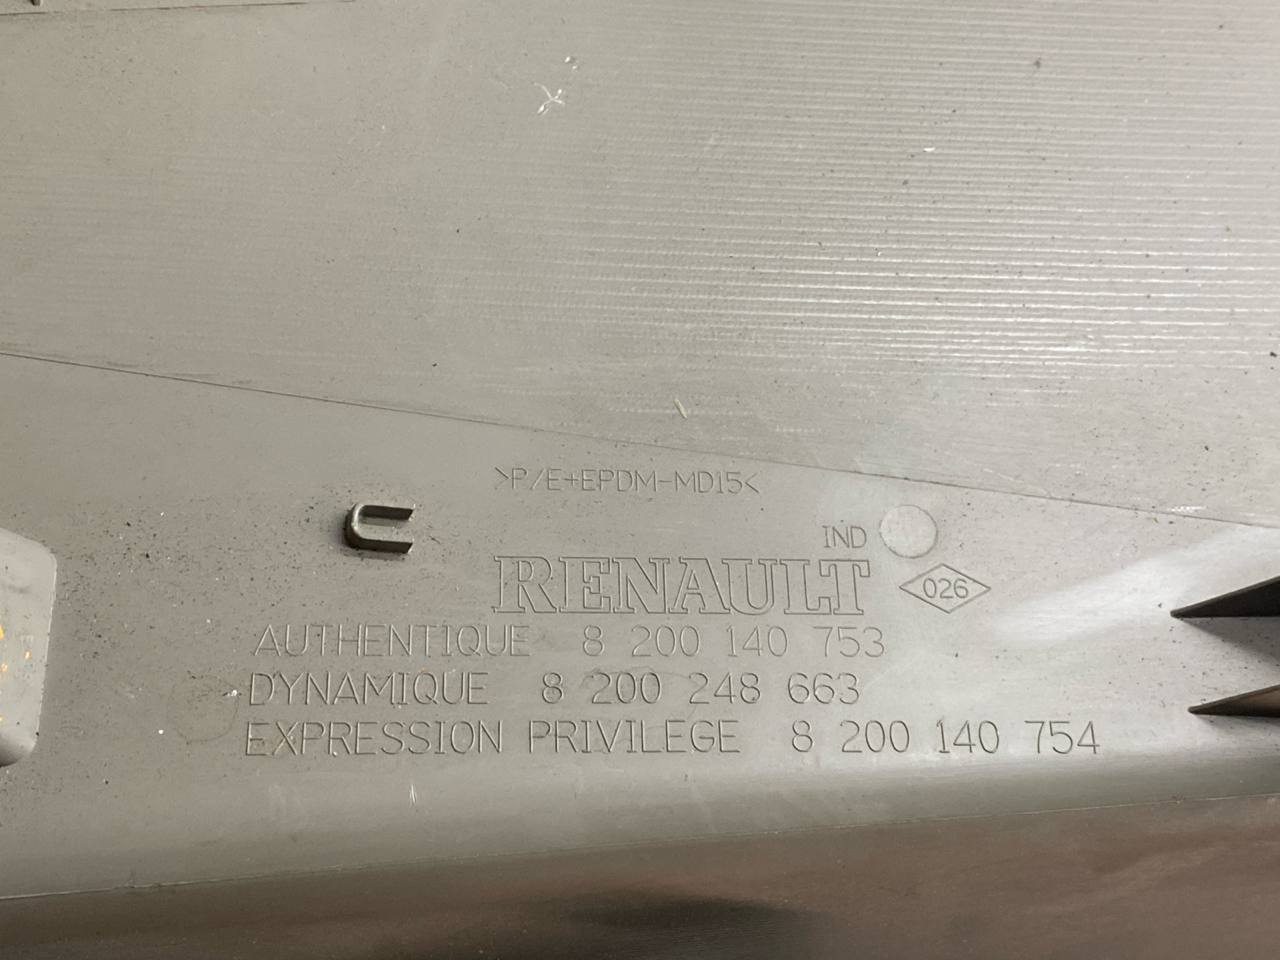 >P/E+EPDM-MD15<
IND
RENAULT 026
AUTHENTIQUE 8 200 140 753
DYNAMIQUE 8 200 248 663
EXPRESSION PRIVILEGE 8 200 140 754